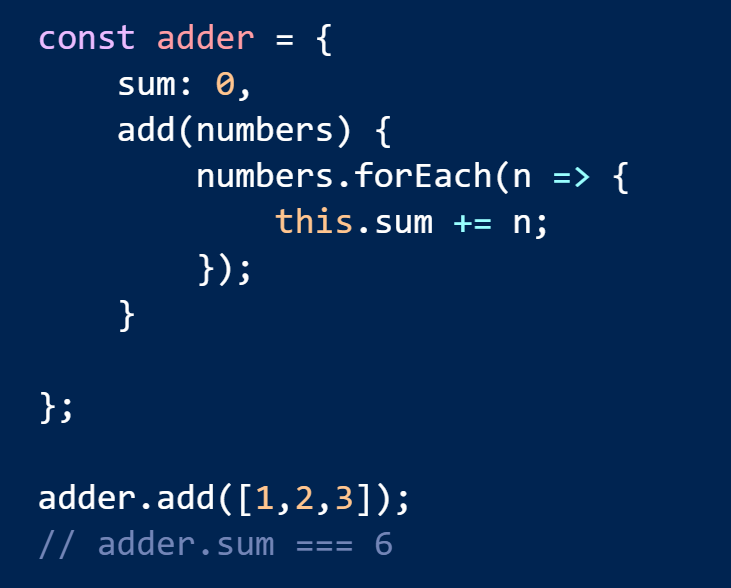 const adder = {
    sum: 0,
    add(numbers) {
        numbers.forEach(n => {
            this.sum += n;
        });
    }
};
adder.add([1,2,3]);
// adder.sum === 6